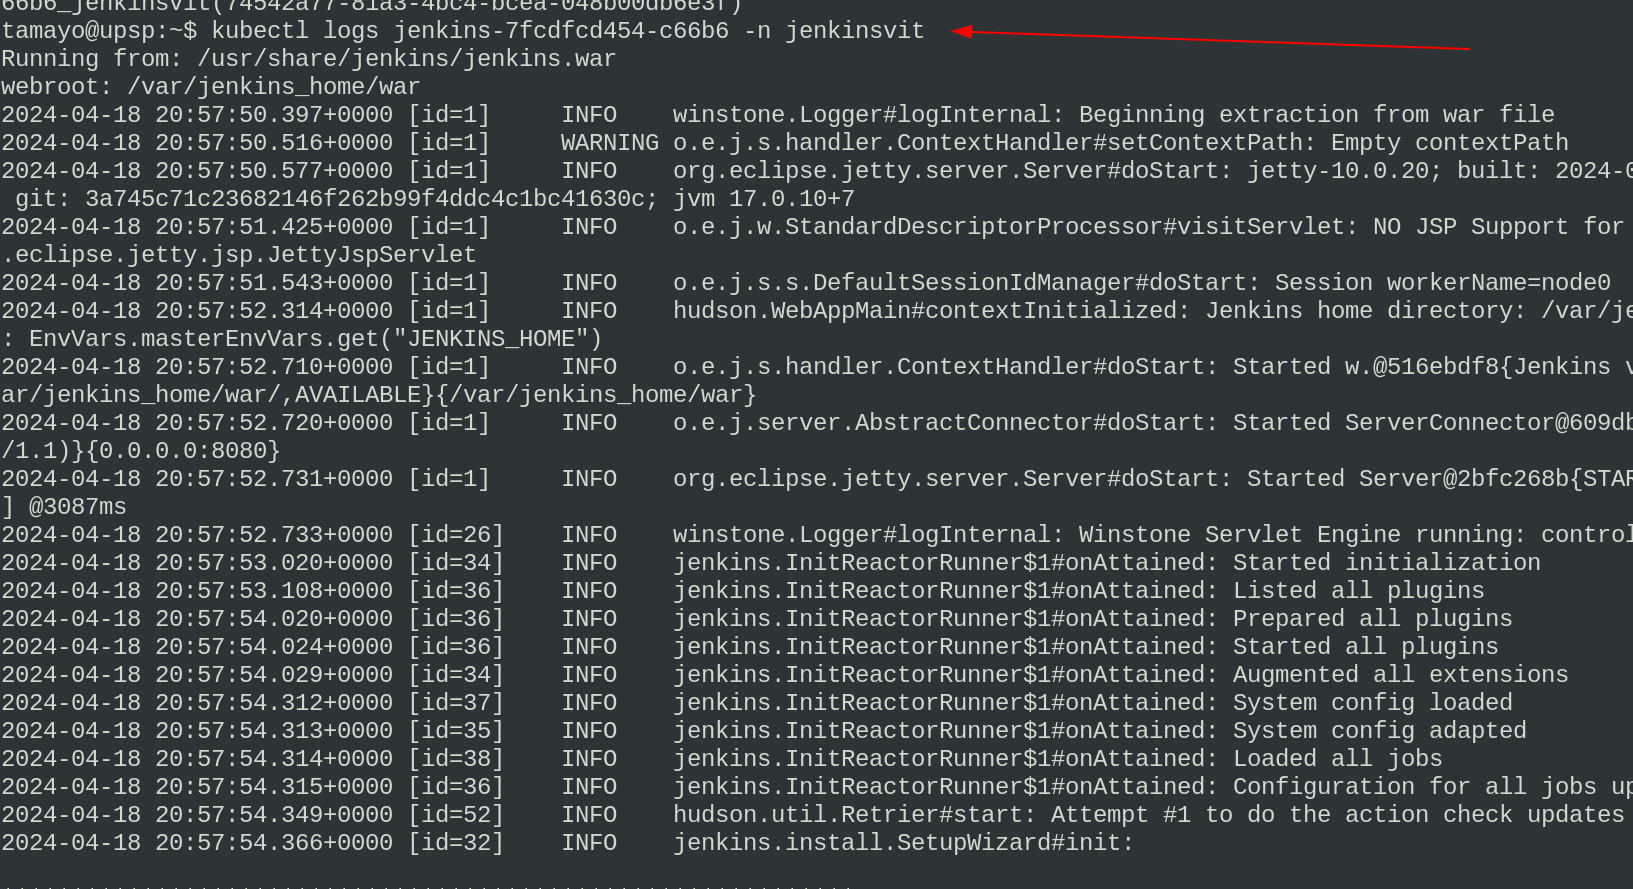 66b6_jenkinsvit(74542a77-81a3-4bc4-bcea-048b00db6e3f)
tamayo@upsp:~$ kubectl logs jenkins-7fcdfcd454-c66b6 -n jenkinsvit
Running from: /usr/share/jenkins/jenkins.war
webroot: /var/jenkins_home/war
2024-04-18 20:57:50.397+0000 [id=1]     INFO    winstone.Logger#logInternal: Beginning extraction from war file
2024-04-18 20:57:50.516+0000 [id=1]     WARNING o.e.j.s.handler.ContextHandler#setContextPath: Empty contextPath
2024-04-18 20:57:50.577+0000 [id=1]     INFO    org.eclipse.jetty.server.Server#doStart: jetty-10.0.20; built: 2024-0
 git: 3a745c71c23682146f262b99f4ddc4c1bc41630c; jvm 17.0.10+7
2024-04-18 20:57:51.425+0000 [id=1]     INFO    o.e.j.w.StandardDescriptorProcessor#visitServlet: NO JSP Support for
.eclipse.jetty.jsp.JettyJspServlet
2024-04-18 20:57:51.543+0000 [id=1]     INFO    o.e.j.s.s.DefaultSessionIdManager#doStart: Session workerName=node0
2024-04-18 20:57:52.314+0000 [id=1]     INFO    hudson.WebAppMain#contextInitialized: Jenkins home directory: /var/je
: EnvVars.masterEnvVars.get("JENKINS_HOME")
2024-04-18 20:57:52.710+0000 [id=1]     INFO    o.e.j.s.handler.ContextHandler#doStart: Started w.@516ebdf8{Jenkins v
ar/jenkins_home/war/,AVAILABLE}{/var/jenkins_home/war}
2024-04-18 20:57:52.720+0000 [id=1]     INFO    o.e.j.server.AbstractConnector#doStart: Started ServerConnector@609db
/1.1)}{0.0.0.0:8080}
2024-04-18 20:57:52.731+0000 [id=1]     INFO    org.eclipse.jetty.server.Server#doStart: Started Server@2bfc268b{STAR
] @3087ms
2024-04-18 20:57:52.733+0000 [id=26]    INFO    winstone.Logger#logInternal: Winstone Servlet Engine running: control
2024-04-18 20:57:53.020+0000 [id=34]    INFO    jenkins.InitReactorRunner$1#onAttained: Started initialization
2024-04-18 20:57:53.108+0000 [id=36]    INFO    jenkins.InitReactorRunner$1#onAttained: Listed all plugins
2024-04-18 20:57:54.020+0000 [id=36]    INFO    jenkins.InitReactorRunner$1#onAttained: Prepared all plugins
2024-04-18 20:57:54.024+0000 [id=36]    INFO    jenkins.InitReactorRunner$1#onAttained: Started all plugins
2024-04-18 20:57:54.029+0000 [id=34]    INFO    jenkins.InitReactorRunner$1#onAttained: Augmented all extensions
2024-04-18 20:57:54.312+0000 [id=37]    INFO    jenkins.InitReactorRunner$1#onAttained: System config loaded
2024-04-18 20:57:54.313+0000 [id=35]    INFO    jenkins.InitReactorRunner$1#onAttained: System config adapted
2024-04-18 20:57:54.314+0000 [id=38]    INFO    jenkins.InitReactorRunner$1#onAttained: Loaded all jobs
2024-04-18 20:57:54.315+0000 [id=36]    INFO    jenkins.InitReactorRunner$1#onAttained: Configuration for all jobs up
2024-04-18 20:57:54.349+0000 [id=52]    INFO    hudson.util.Retrier#start: Attempt #1 to do the action check updates
2024-04-18 20:57:54.366+0000 [id=32]    INFO    jenkins.install.SetupWizard#init: